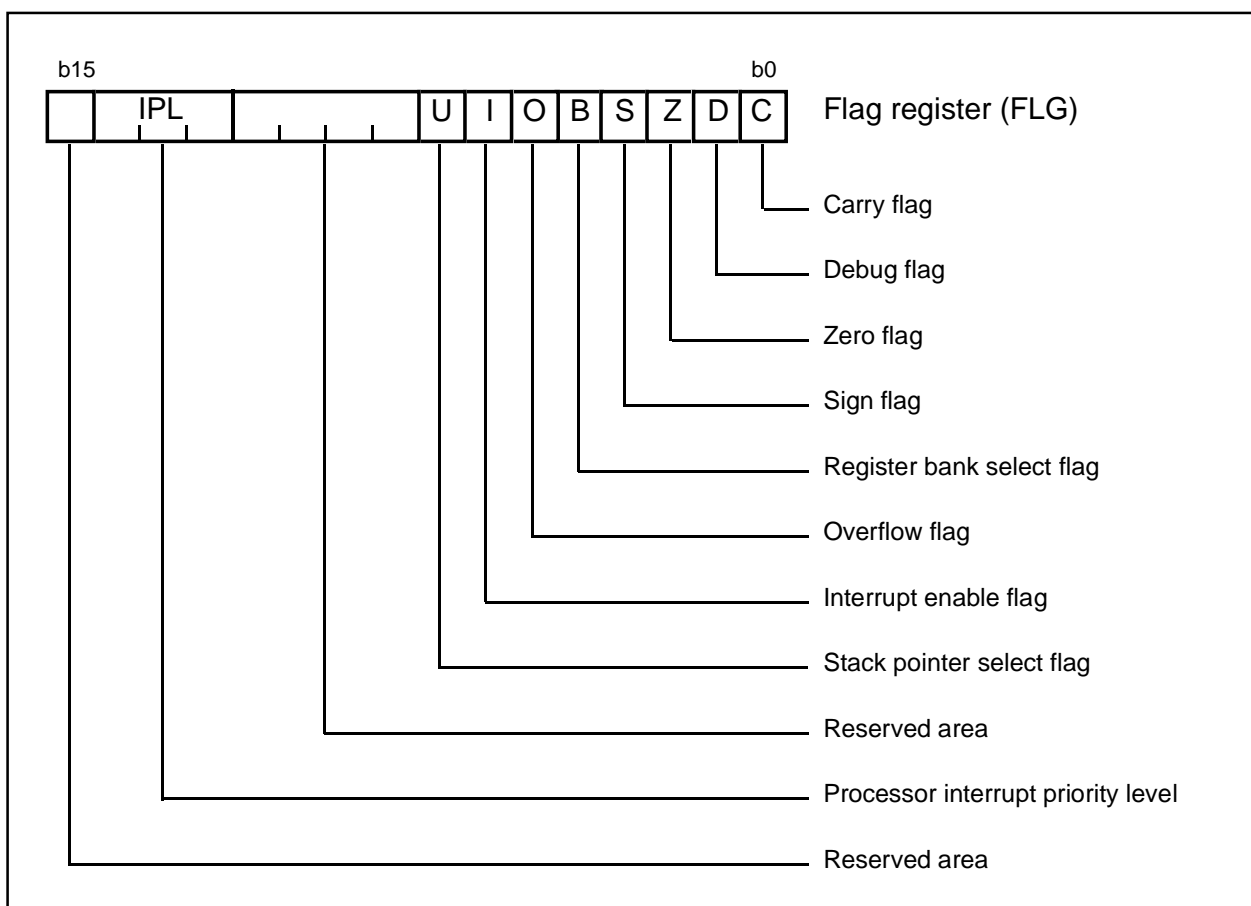 b15 b0
IPL U I O B S Z D C Flag register (FLG)
Carry flag
Debug flag
Zero flag
Sign flag
Register bank select flag
Overflow flag
Interrupt enable flag
Stack pointer select flag
Reserved area
Processor interrupt priority level
Reserved area